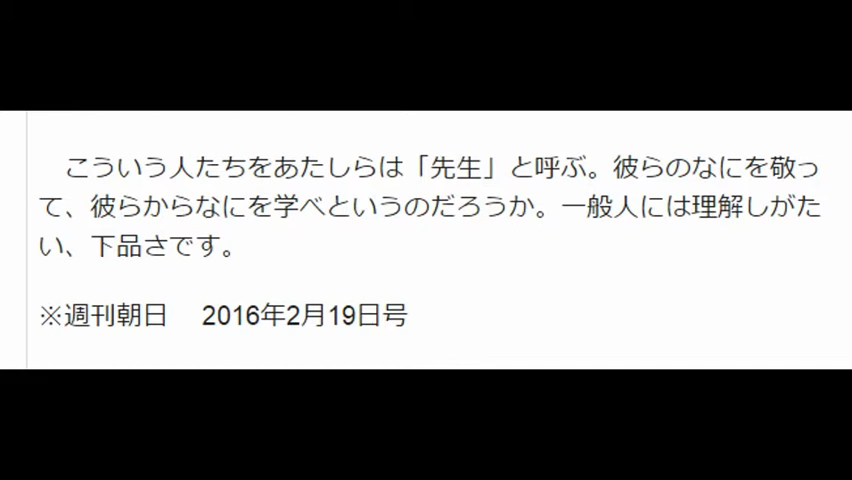 こういう人たちをあたしらは「先生」と呼ぶ。彼らのなにを敬っ
て、彼らからなにを学べというのだろうか。一般人には理解しがた
い、下品さです。
※週刊朝日　2016年2月19日号